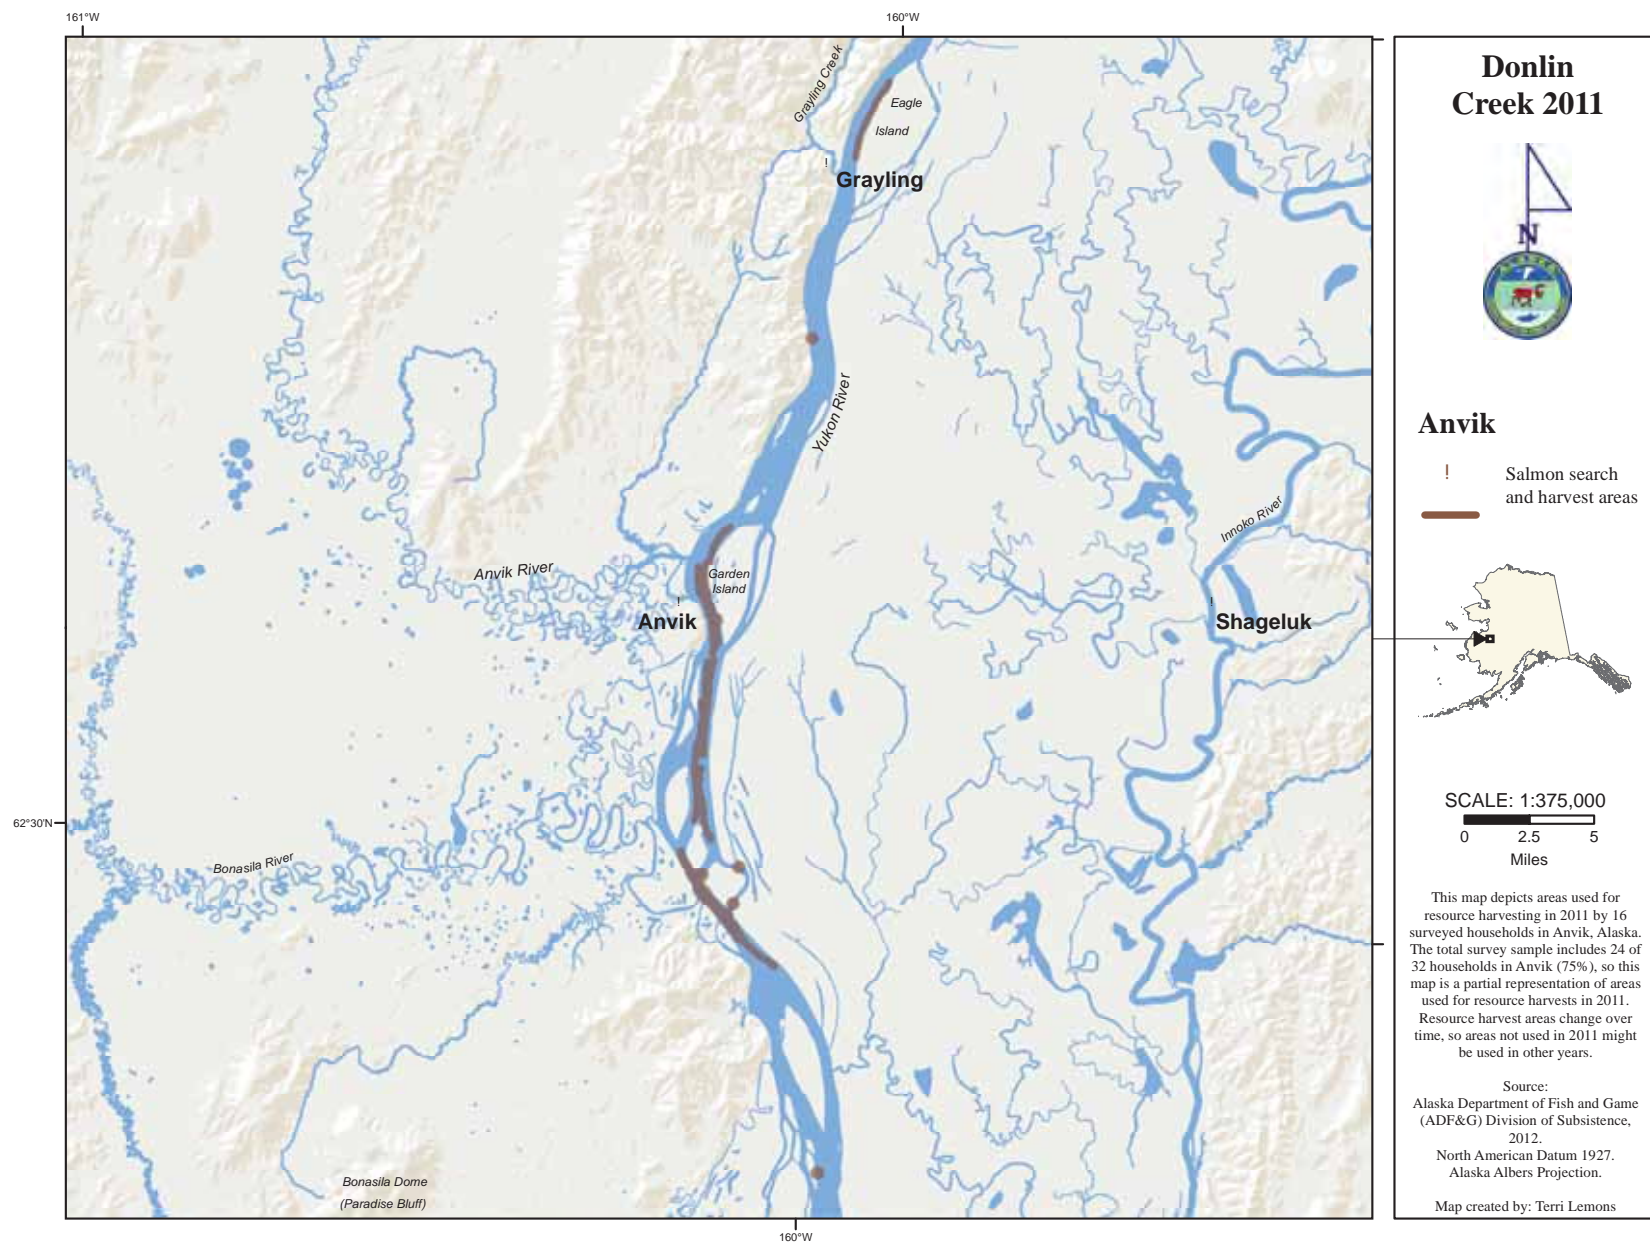 161°W
160°W
Grayling Creek
Eagle
Island
!
Grayling
Yukon River
Innoko River
Anvik River
Garden
Island
!
Anvik
!
Shageluk
62°30'N
Bonasila River
Bonasila Dome
(Paradise Bluff)
160°W
Donlin
Creek 2011
N
Anvik
! Salmon search
and harvest areas
SCALE: 1:375,000
0 2.5 5
Miles
This map depicts areas used for
resource harvesting in 2011 by 16
surveyed households in Anvik, Alaska.
The total survey sample includes 24 of
32 households in Anvik (75%), so this
map is a partial representation of areas
used for resource harvests in 2011.
Resource harvest areas change over
time, so areas not used in 2011 might
be used in other years.
Source:
Alaska Department of Fish and Game
(ADF&G) Division of Subsistence,
2012.
North American Datum 1927.
Alaska Albers Projection.
Map created by: Terri Lemons